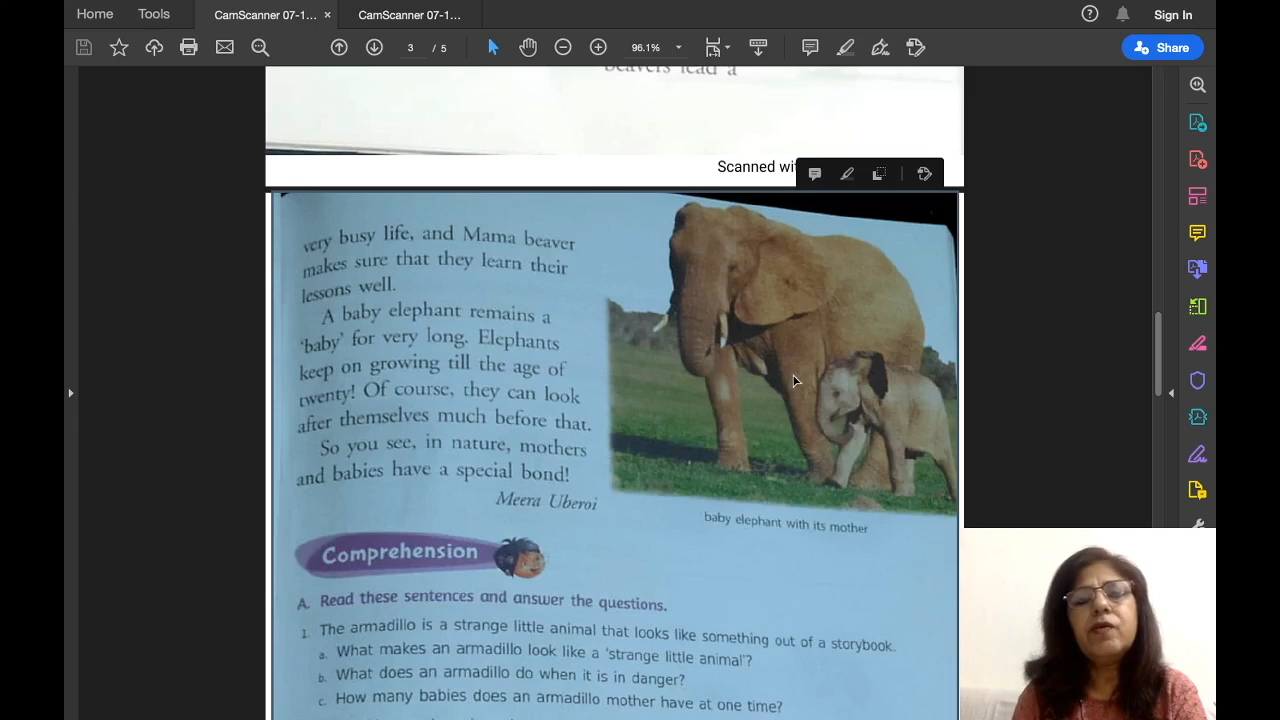 Home Tools CamScanner 07-1... × CamScanner 07-1... Sign In
3 / 5 96.1% Share
beavers lead a
Scanned wi
very busy life, and Mama beaver
makes sure that they learn their
lessons well.
A baby elephant remains a
'baby' for very long. Elephants
keep on growing till the age of
twenty! Of course, they can look
after themselves much before that.
So you see, in nature, mothers
and babies have a special bond!
Meera Uberoi
baby elephant with its mother
Comprehension
A. Read these sentences and answer the questions.
1. The armadillo is a strange little animal that looks like something out of a storybook.
a. What makes an armadillo look like a 'strange little animal'?
b. What does an armadillo do when it is in danger?
c. How many babies does an armadillo mother have at one time?